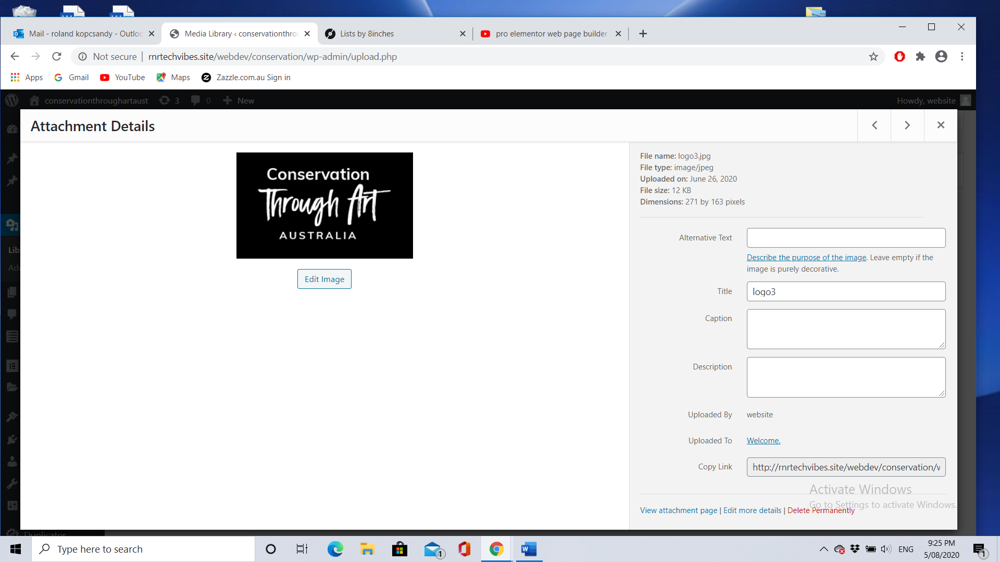 Mail - roland kopcsandy - Outloo
Media Library ‹ conservationthro
Lists by 8inches
pro elementor web page builder
Not secure
rnrtechvibes.site/webdev/conservation/wp-admin/upload.php
Apps
Gmail
YouTube
Maps
Zazzle.com.au Sign in
conservationthroughartaust
3
0
New
Howdy, website
Attachment Details
Conservation
Through Art
AUSTRALIA
Edit Image
File name: logo3.jpg
File type: image/jpeg
Uploaded on: June 26, 2020
File size: 12 KB
Dimensions: 271 by 163 pixels
Alternative Text
Describe the purpose of the image. Leave empty if the
image is purely decorative.
Title
logo3
Caption
Description
Uploaded By
website
Uploaded To
Welcome.
Copy Link
http://rnrtechvibes.site/webdev/conservation/w
Activate Windows
Go to Settings to activate Windows.
View attachment page | Edit more details | Delete Permanently
Lib
Add
Duplicator
Type here to search
1
ENG
9:25 PM
5/08/2020
1